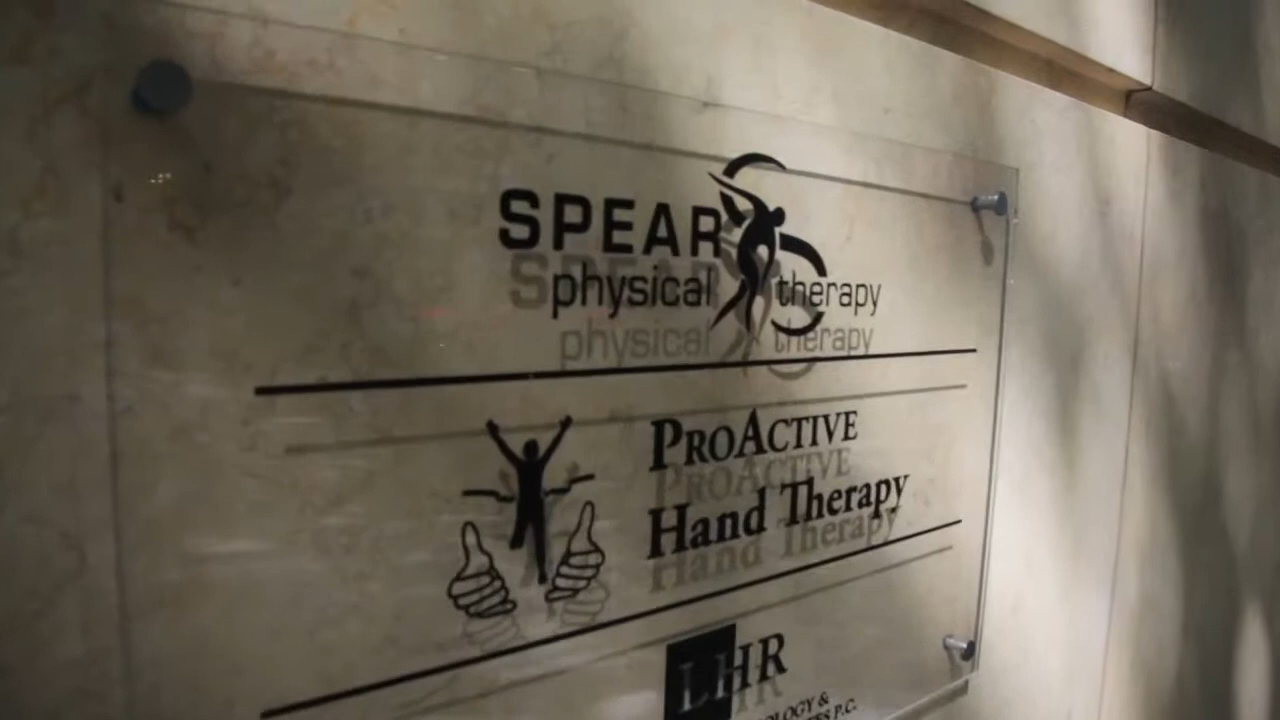 SPEAR
physical therapy
PROACTIVE
Hand Therapy
LHR
&
P.C.